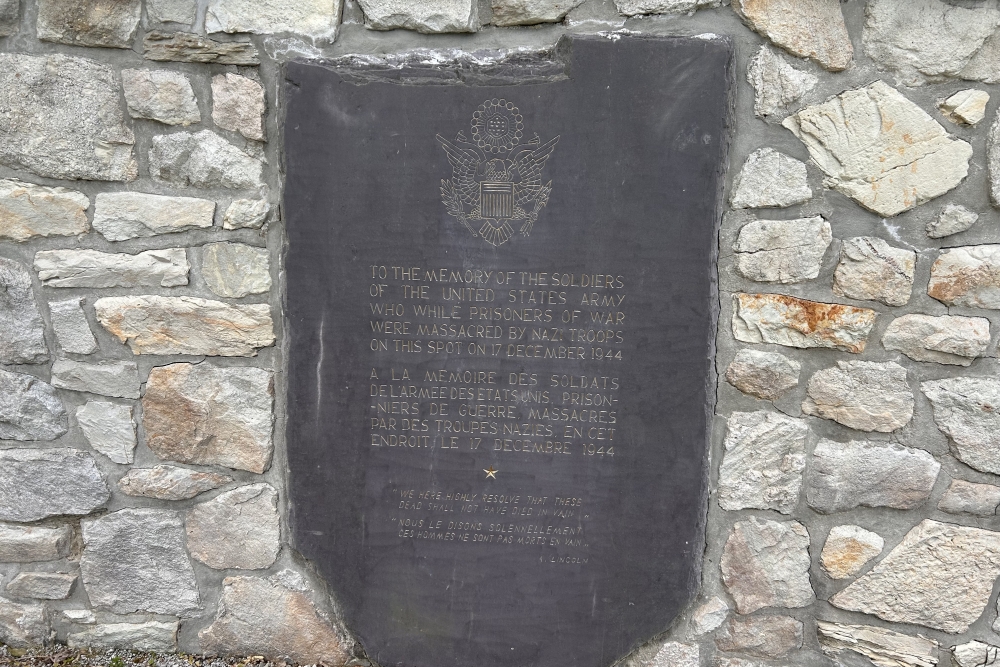 TO THE MEMORY OF THE SOLDIERS
OF THE UNITED STATES ARMY
WHO WHILE PRISONERS OF WAR
WERE MASSACRED BY NAZI TROOPS
ON THIS SPOT ON 17 DECEMBER 1944
A LA MEMOIRE DES SOLDATS
DE L'ARMEE DES ETATS UNIS, PRISON-
-NIERS DE GUERRE, MASSACRES
PAR DES TROUPES NAZIES, EN CET
ENDROIT, LE 17 DECEMBRE 1944
"WE HERE HIGHLY RESOLVE THAT THESE
DEAD SHALL NOT HAVE DIED IN VAIN"...
"NOUS LE DISONS SOLENNELLEMENT,
CES HOMMES NE SONT PAS MORTS EN VAIN"...
LINCOLN